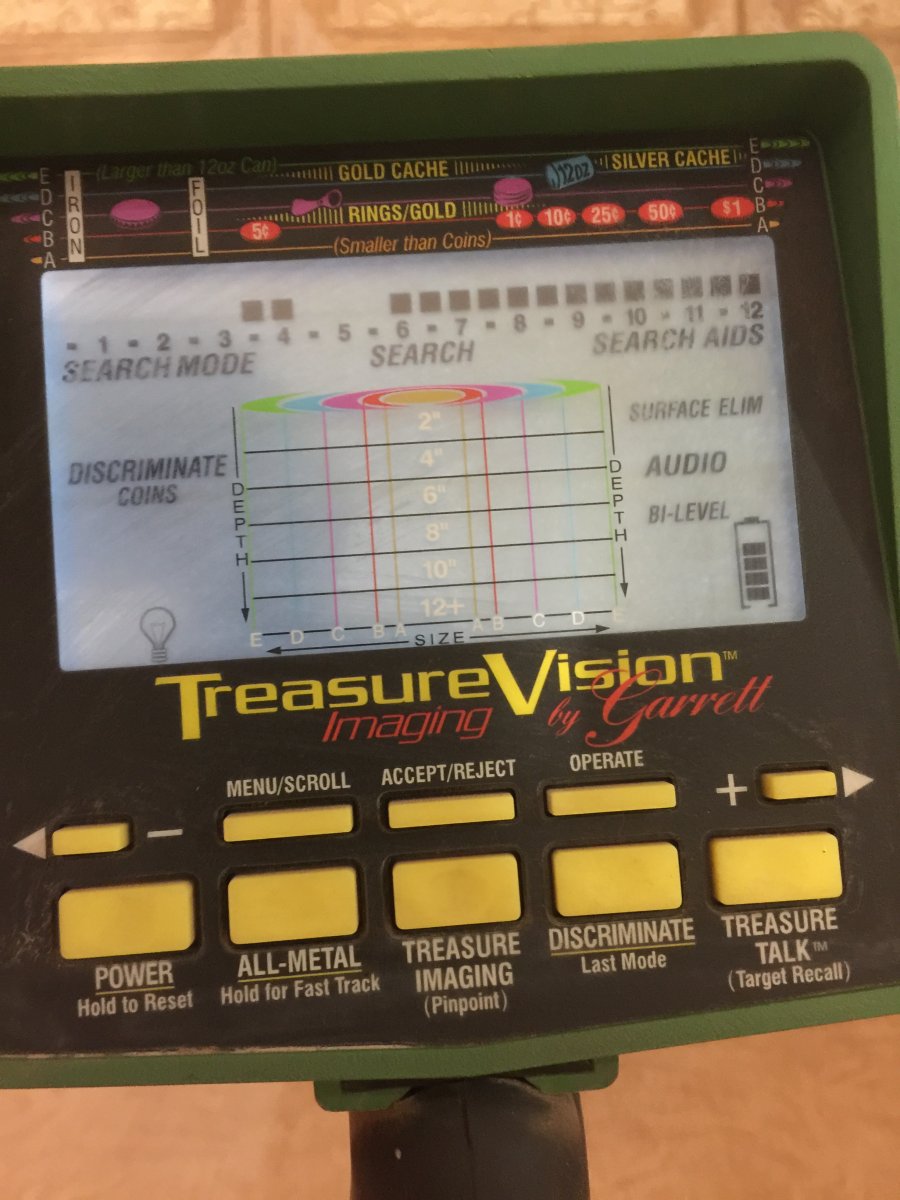 E (Larger than 12oz Can) GOLD CACHE 12oz SILVER CACHE E
D IRON FOIL D
C C
B 5¢ RINGS/GOLD 1¢ 10¢ 25¢ 50¢ $1 B
A (Smaller than Coins) A
1 2 3 4 5 6 7 8 9 10 11 12
SEARCH MODE SEARCH SEARCH AIDS
2"
SURFACE ELIM
4"
DISCRIMINATE AUDIO
COINS
DEPTH 6" DEPTH
8" BI-LEVEL
10"
12+
E D C B A A B C D E
SIZE
TreasureVision™
Imaging by Garrett
MENU/SCROLL ACCEPT/REJECT OPERATE
− +
POWER ALL-METAL TREASURE DISCRIMINATE TREASURE
Hold to Reset Hold for Fast Track IMAGING Last Mode TALK™
(Pinpoint) (Target Recall)